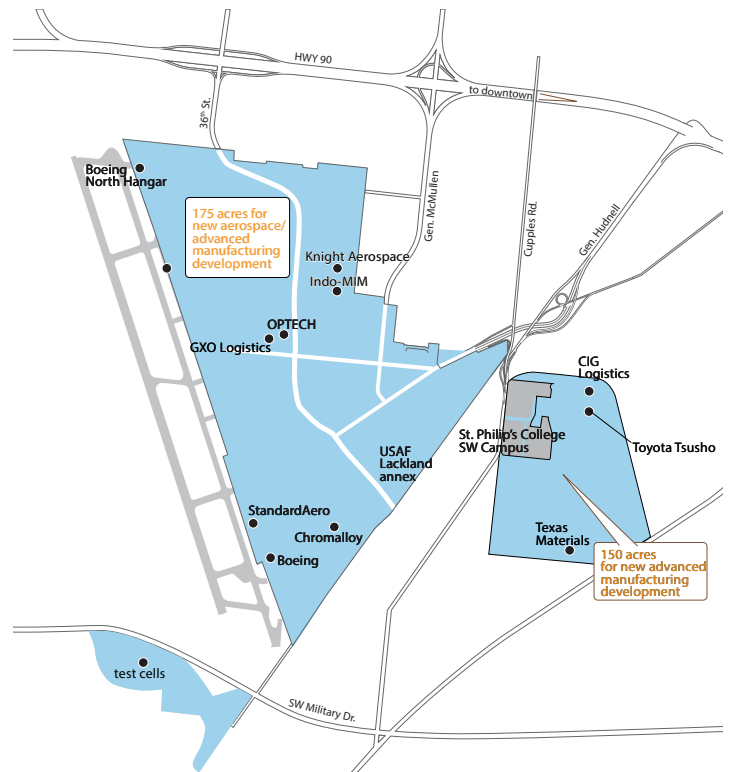 HWY 90
to downtown
36th St.
Boeing
North Hangar
Gen. McMullen
175 acres for
new aerospace/
advanced
manufacturing
development
Cupples Rd.
Gen. Hudnell
Knight Aerospace
Indo-MIM
OPTECH
GXO Logistics
CIG
Logistics
St. Philip's College
SW Campus
Toyota Tsusho
USAF
Lackland
annex
StandardAero
Chromalloy
Boeing
Texas
Materials
150 acres
for new advanced
manufacturing
development
test cells
SW Military Dr.